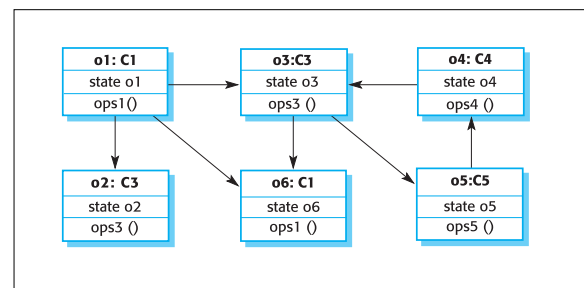 o1: C1
state o1
ops1()
o3:C3
state o3
ops3 ()
o4: C4
state o4
ops4 ()
o2: C3
state o2
ops3 ()
o6: C1
state o6
ops1 ()
o5:C5
state o5
ops5 ()